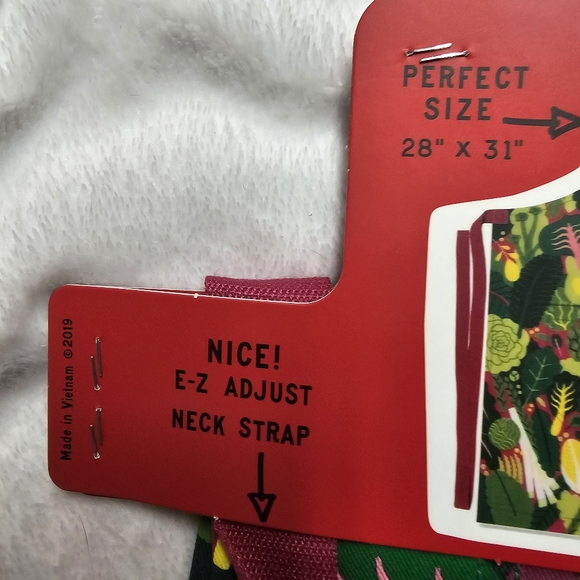 PERFECT
SIZE
28" X 31"
NICE!
E-Z ADJUST
NECK STRAP
Made in Vietnam ©2019